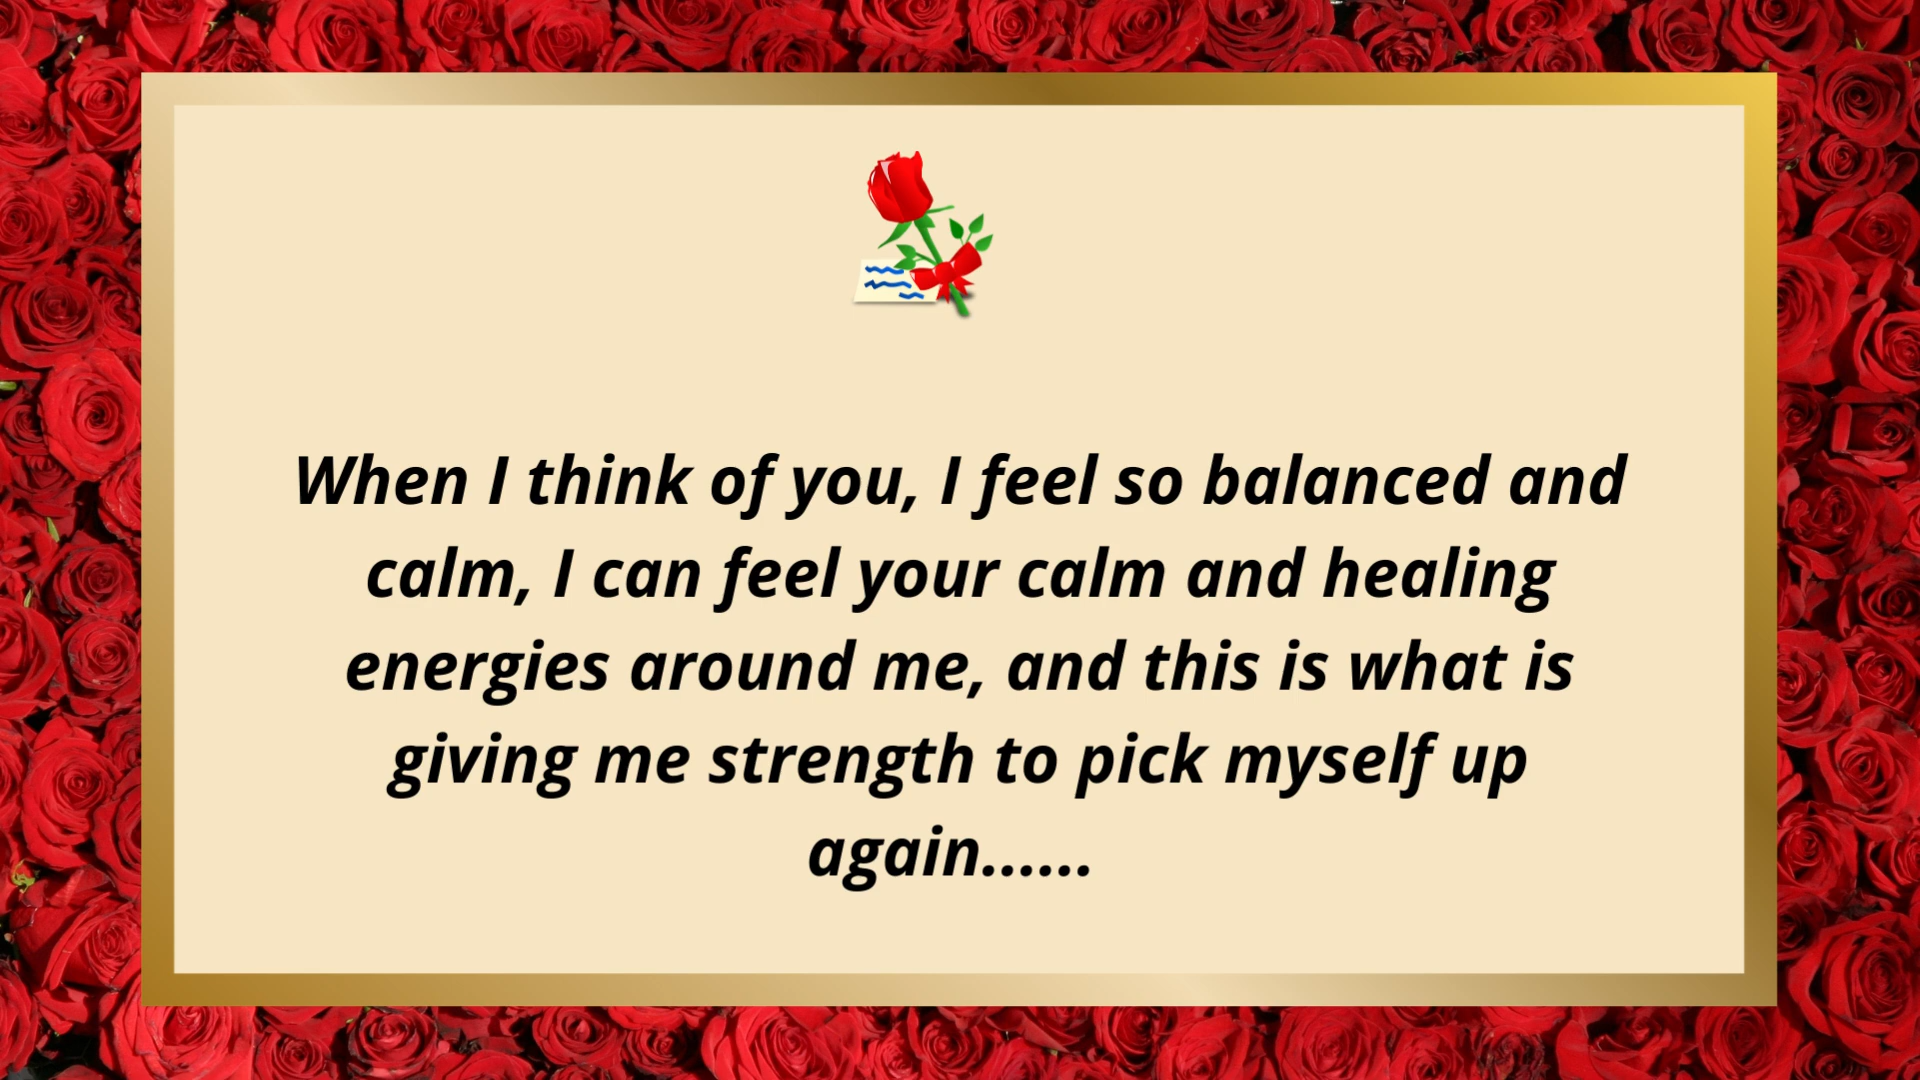 When I think of you, I feel so balanced and
calm, I can feel your calm and healing
energies around me, and this is what is
giving me strength to pick myself up
again......